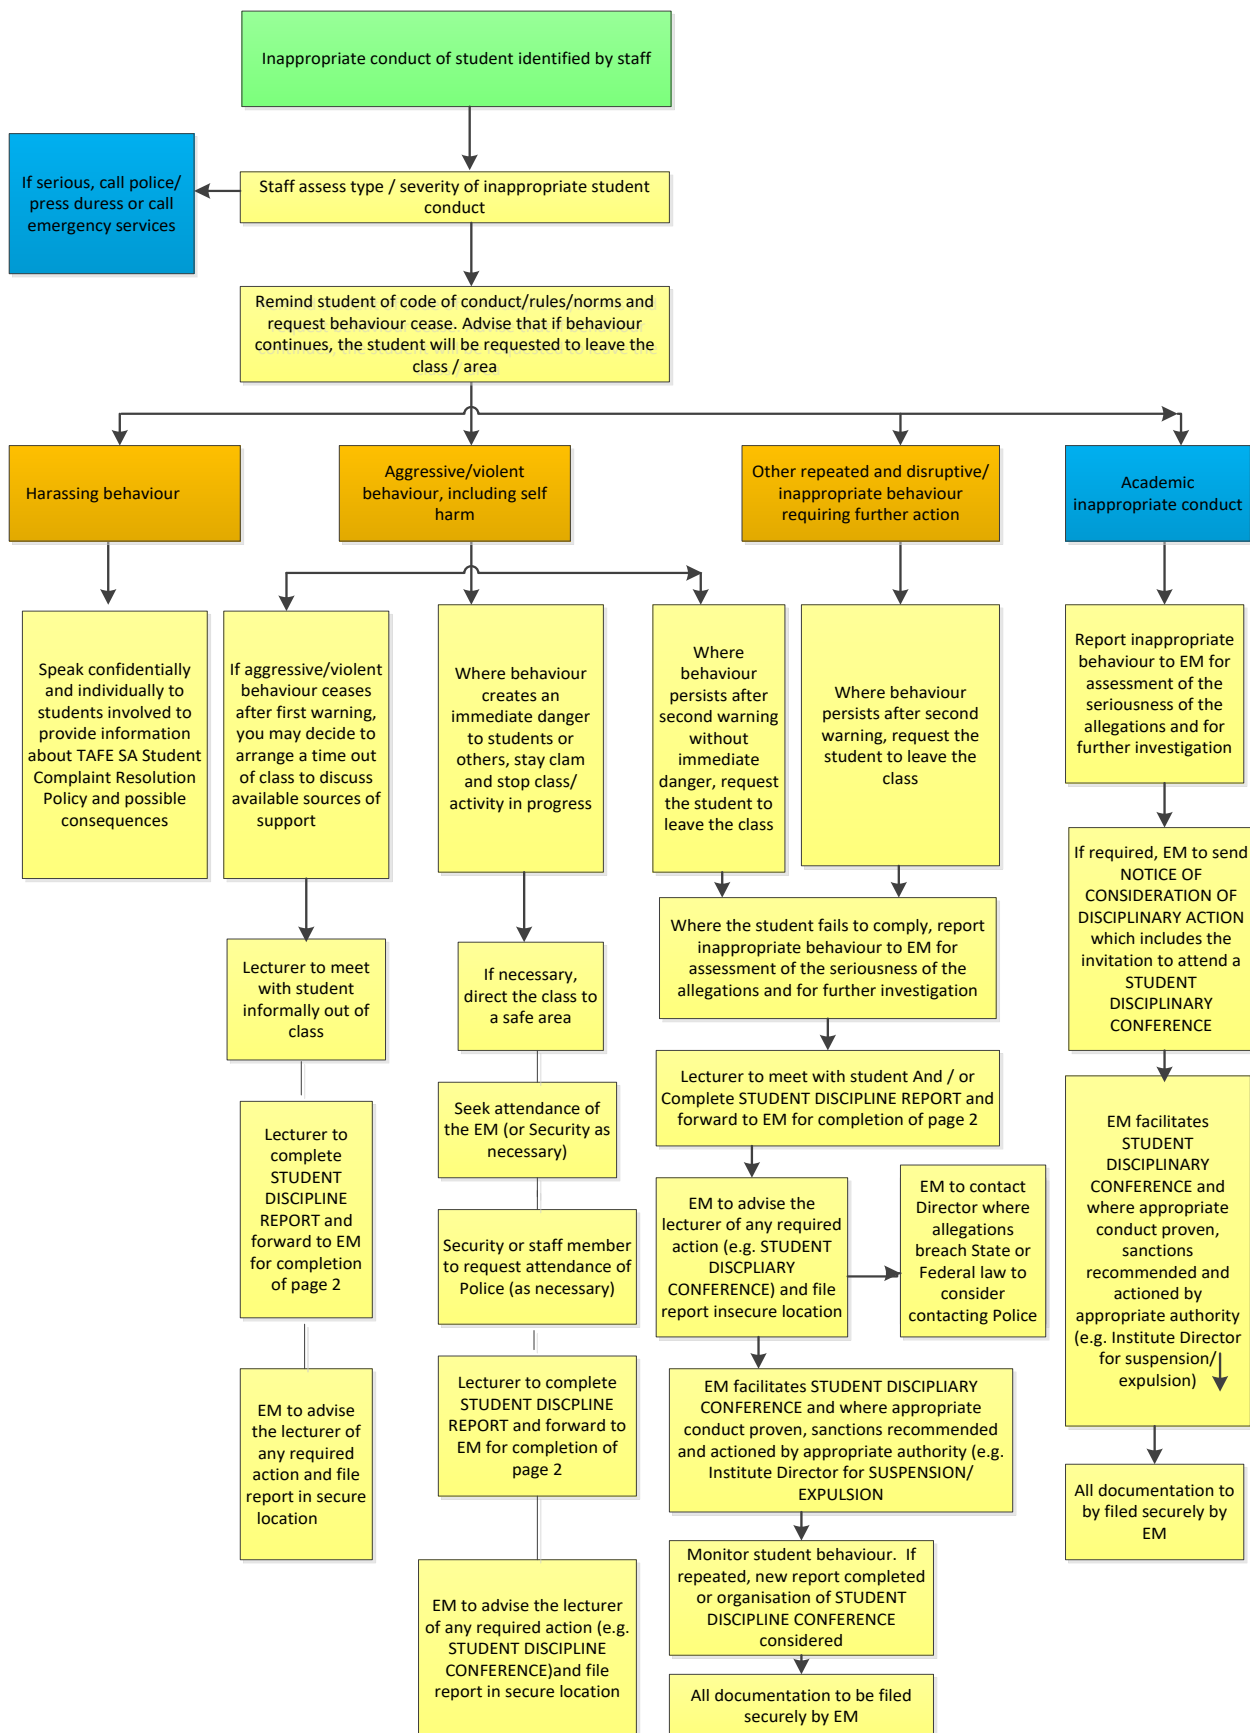 Inappropriate conduct of student identified by staff
If serious, call police/
press duress or call
emergency services
Staff assess type / severity of inappropriate student
conduct
Remind student of code of conduct/rules/norms and
request behaviour cease. Advise that if behaviour
continues, the student will be requested to leave the
class / area
Harassing behaviour
Aggressive/violent
behaviour, including self
harm
Other repeated and disruptive/
inappropriate behaviour
requiring further action
Academic
inappropriate conduct
Speak confidentially
and individually to
students involved to
provide information
about TAFE SA Student
Complaint Resolution
Policy and possible
consequences
If aggressive/violent
behaviour ceases
after first warning,
you may decide to
arrange a time out
of class to discuss
available sources of
support
Where behaviour
creates an
immediate danger
to students or
others, stay clam
and stop class/
activity in progress
Where
behaviour
persists after
second warning
without
immediate
danger, request
the student to
leave the class
Where behaviour
persists after second
warning, request the
student to leave the
class
Report inappropriate
behaviour to EM for
assessment of the
seriousness of the
allegations and for
further investigation
Lecturer to meet
with student
informally out of
class
If necessary,
direct the class to
a safe area
Where the student fails to comply, report
inappropriate behaviour to EM for
assessment of the seriousness of the
allegations and for further investigation
If required, EM to send
NOTICE OF
CONSIDERATION OF
DISCIPLINARY ACTION
which includes the
invitation to attend a
STUDENT
DISCIPLINARY
CONFERENCE
Lecturer to
complete
STUDENT
DISCIPLINE
REPORT and
forward to EM
for completion
of page 2
Seek attendance of
the EM (or Security as
necessary)
Lecturer to meet with student And / or
Complete STUDENT DISCIPLINE REPORT and
forward to EM for completion of page 2
EM facilitates
STUDENT
DISCIPLINARY
CONFERENCE and
where appropriate
conduct proven,
sanctions
recommended and
actioned by
appropriate authority
(e.g. Institute Director
for suspension/
expulsion)
Security or staff member
to request attendance of
Police (as necessary)
EM to advise the
lecturer of any required
action (e.g. STUDENT
DISCPLIARY
CONFERENCE) and file
report insecure location
EM to contact
Director where
allegations
breach State or
Federal law to
consider
contacting Police
EM to advise
the lecturer of
any required
action and file
report in secure
location
Lecturer to complete
STUDENT DISCPLINE
REPORT and forward to
EM for completion of
page 2
EM facilitates STUDENT DISCIPLIARY
CONFERENCE and where appropriate
conduct proven, sanctions recommended
and actioned by appropriate authority (e.g.
Institute Director for SUSPENSION/
EXPULSION
All documentation to
by filed securely by
EM
EM to advise the lecturer
of any required action (e.g.
STUDENT DISCIPLINE
CONFERENCE)and file
report in secure location
Monitor student behaviour.  If
repeated, new report completed
or organisation of STUDENT
DISCIPLINE CONFERENCE
considered
All documentation to be filed
securely by EM